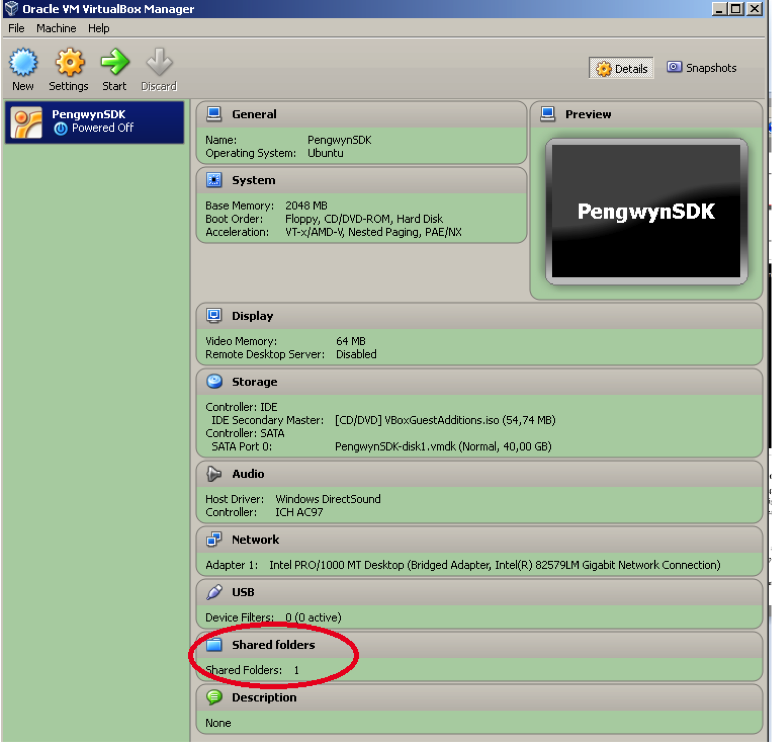 Oracle VM VirtualBox Manager
File Machine Help
New Settings Start Discard
Details Snapshots
PengwynSDK
Powered Off
General
Name: PengwynSDK
Operating System: Ubuntu
Preview
PengwynSDK
System
Base Memory: 2048 MB
Boot Order: Floppy, CD/DVD-ROM, Hard Disk
Acceleration: VT-x/AMD-V, Nested Paging, PAE/NX
Display
Video Memory: 64 MB
Remote Desktop Server: Disabled
Storage
Controller: IDE
IDE Secondary Master: [CD/DVD] VBoxGuestAdditions.iso (54,74 MB)
Controller: SATA
SATA Port 0: PengwynSDK-disk1.vmdk (Normal, 40,00 GB)
Audio
Host Driver: Windows DirectSound
Controller: ICH AC97
Network
Adapter 1: Intel PRO/1000 MT Desktop (Bridged Adapter, Intel(R) 82579LM Gigabit Network Connection)
USB
Device Filters: 0 (0 active)
Shared folders
Shared Folders: 1
Description
None